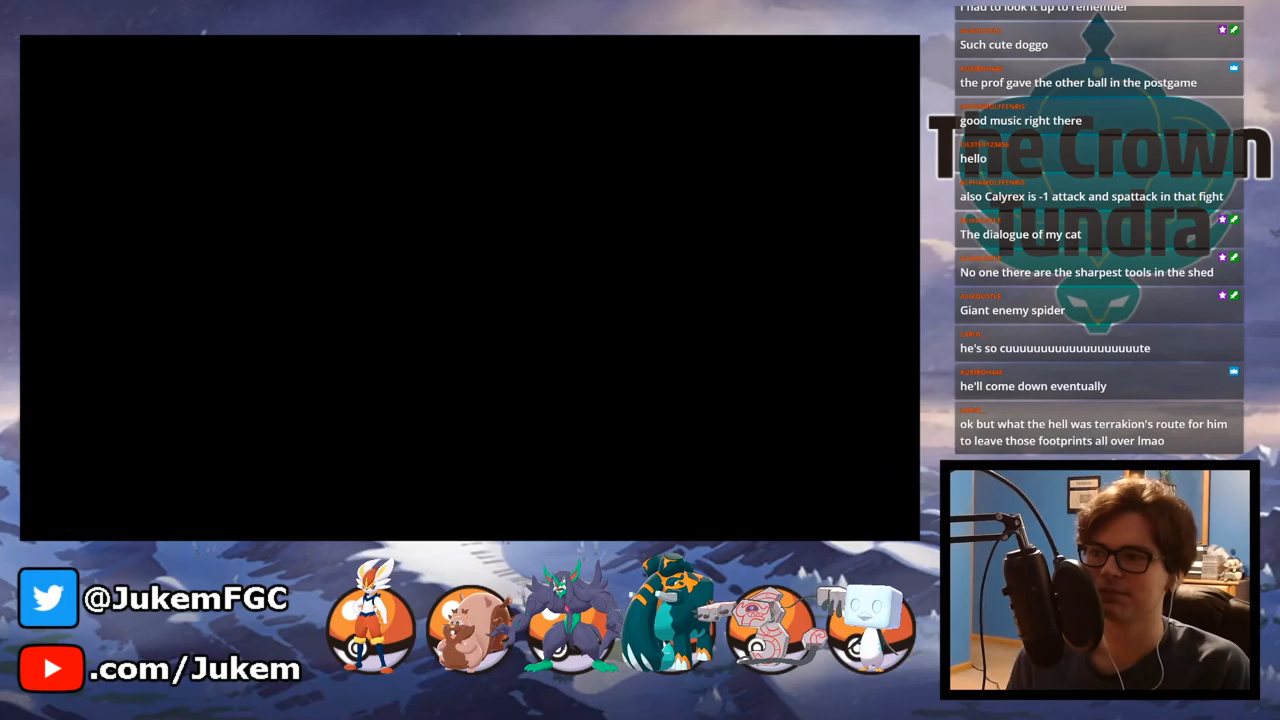 I had to look it up to remember
Such cute doggo
the prof gave the other ball in the postgame
good music right there
hello
ALPHAWOLFFENRIS
also Calyrex is -1 attack and spattack in that fight
The dialogue of my cat
No one there are the sharpest tools in the shed
Giant enemy spider
he's so cuuuuuuuuuuuuuuuuuuute
KURIBOH448
he'll come down eventually
ok but what the hell was terrakion's route for him
to leave those footprints all over lmao
The Crown
Tundra
@JukemFGC
.com/Jukem